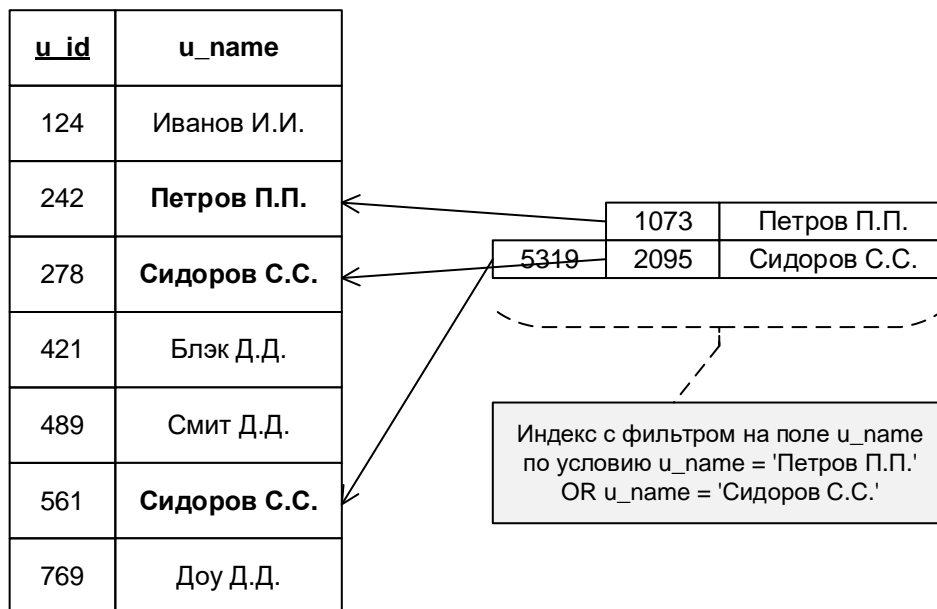 u_id u_name
124 Иванов И.И.
242 Петров П.П.
278 Сидоров С.С.
421 Блэк Д.Д.
489 Смит Д.Д.
561 Сидоров С.С.
769 Доу Д.Д.
1073 Петров П.П.
5319 2095 Сидоров С.С.
Индекс с фильтром на поле u_name
по условию u_name = 'Петров П.П.'
OR u_name = 'Сидоров С.С.'